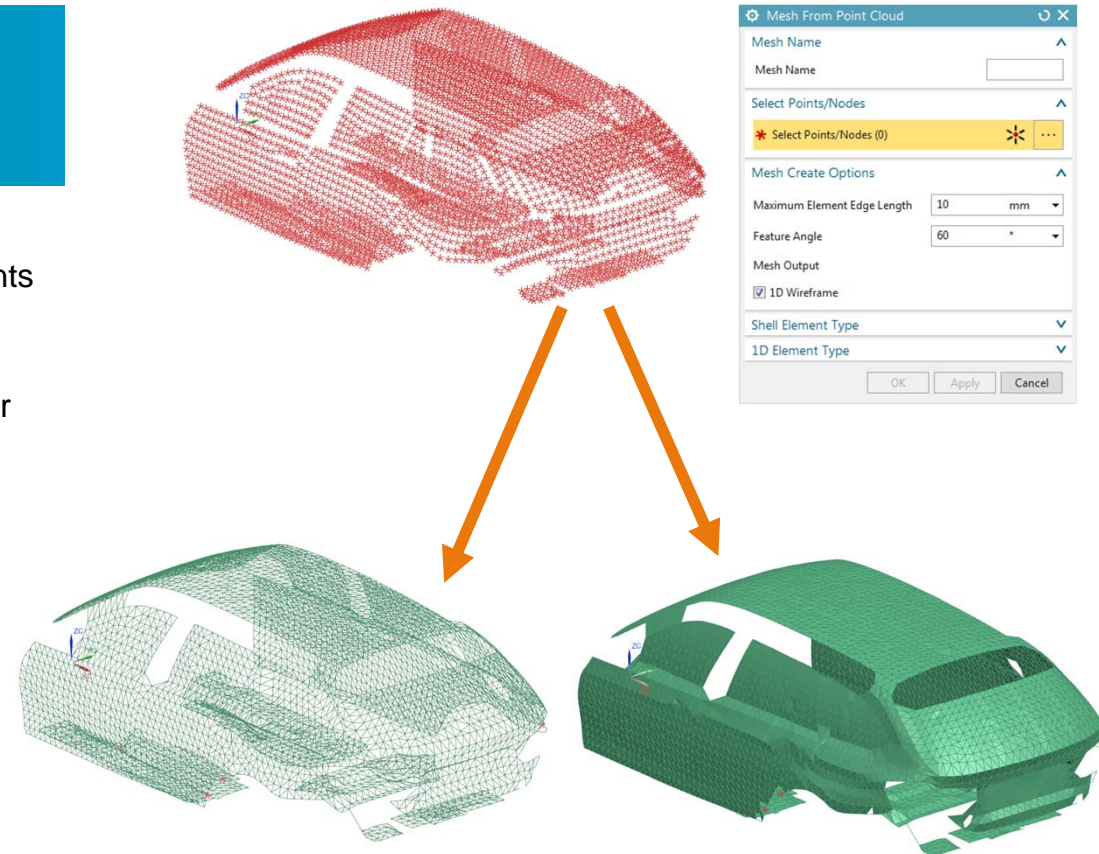 nts
r
Mesh From Point Cloud
Mesh Name
Mesh Name
Select Points/Nodes
* Select Points/Nodes (0)
...
Mesh Create Options
Maximum Element Edge Length 10 mm
Feature Angle 60 °
Mesh Output
1D Wireframe
Shell Element Type
1D Element Type
OK Apply Cancel
ZC
ZC
ZC